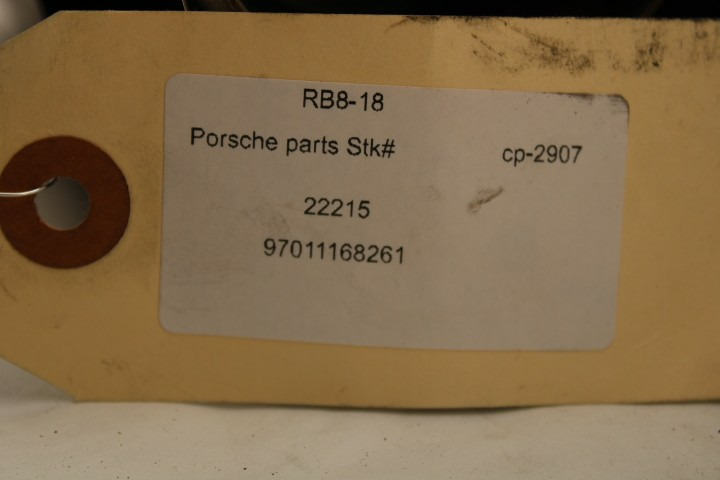 RB8-18
Porsche parts Stk# cp-2907
22215
97011168261